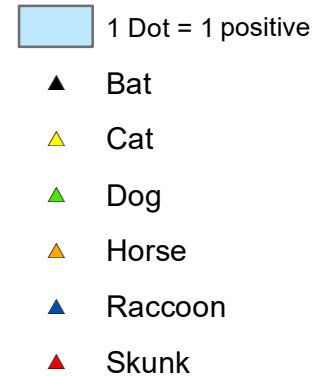 1 Dot = 1 positive
Bat
Cat
Dog
Horse
Raccoon
Skunk